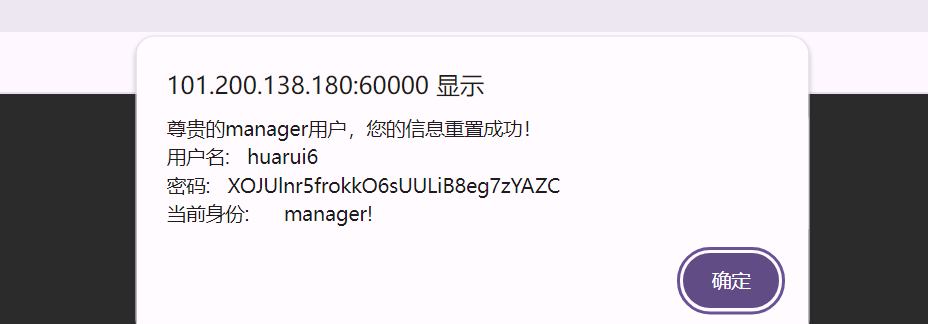 101.200.138.180:60000 显示
尊贵的manager用户，您的信息重置成功！
用户名: huarui6
密码: XOJUlnr5frokkO6sUULiB8eg7zYAZC
当前身份: manager!
确定